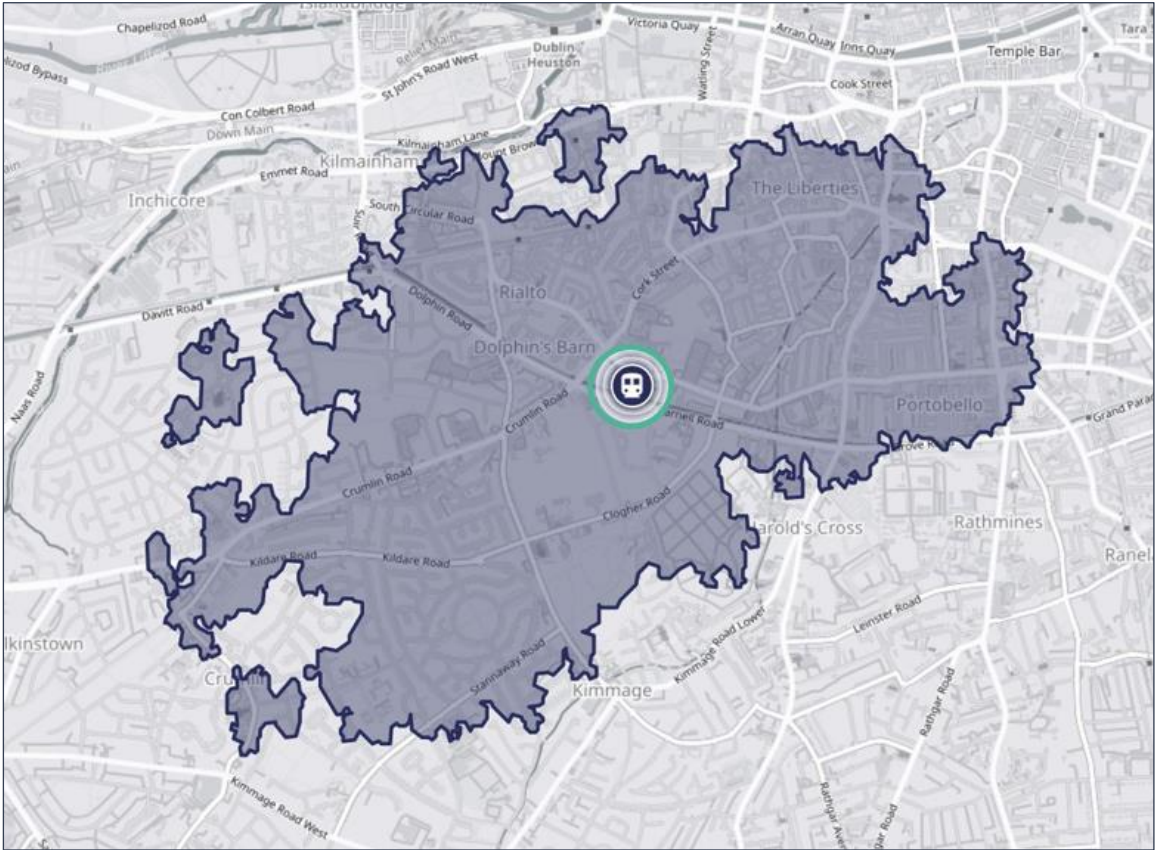 Islandbridge
Chapelizod Road
Victoria Quay
Arran Quay
Inns Quay
Tara
Relief Main
Dublin
Heuston
Watling Street
Temple Bar
St John's Road West
Cook Street
Con Colbert Road
Down Main
Kilmainham Lane
Kilmainham
Emmet Road
The Liberties
Inchicore
South Circular Road
Cork Street
Rialto
Dolphin Road
Davitt Road
Dolphin's Barn
Naas Road
Crumlin Road
Portobello
Grand Para
Crumlin Road
Clogher Road
Rathmines
Kildare Road
Kildare Road
Leinster Road
Stannaway Road
Kimmage Road Lower
Kimmage
Rathgar Road
Kimmage Road West